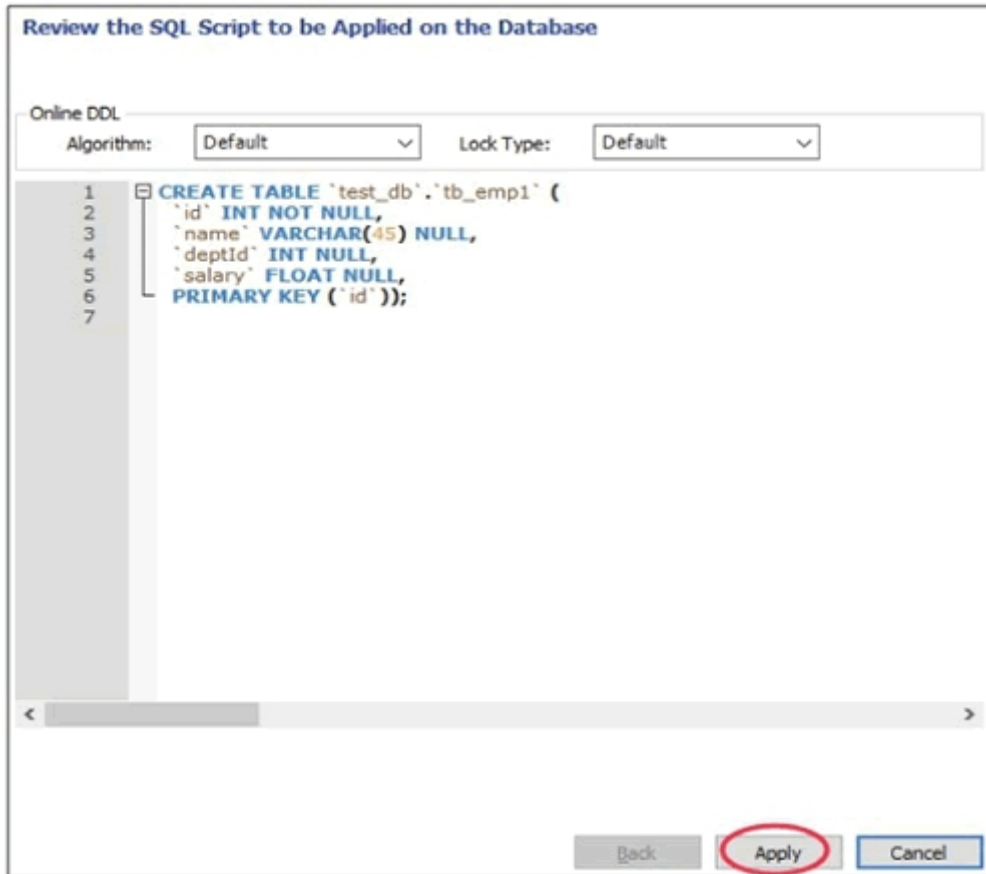 Review the SQL Script to be Applied on the Database
Online DDL
Algorithm: Default Lock Type: Default
1 CREATE TABLE `test_db`.`tb_emp1` (
2 `id` INT NOT NULL,
3 `name` VARCHAR(45) NULL,
4 `deptId` INT NULL,
5 `salary` FLOAT NULL,
6 PRIMARY KEY (`id`));
7
Back Apply Cancel